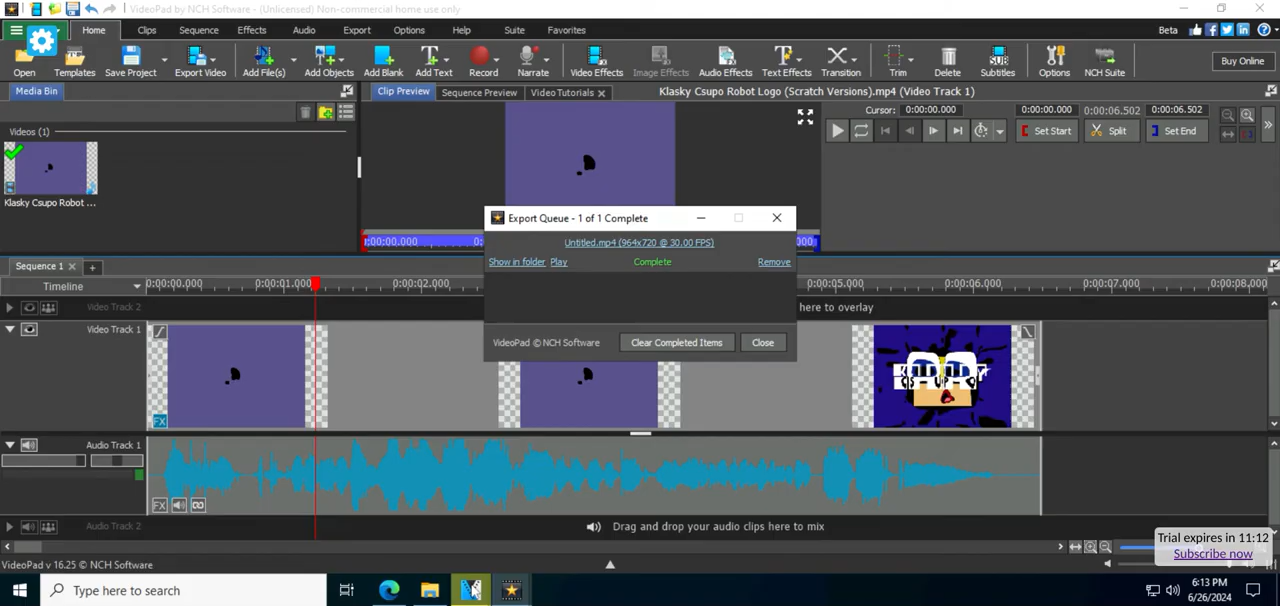 VideoPad by NCH Software - (Unlicensed) Non-commercial home use only
Home Clips Sequence Effects Audio Export Options Help Suite Favorites Beta
Open Templates Save Project Export Video Add File(s) Add Objects Add Blank Add Text Record Narrate Video Effects Image Effects Audio Effects Text Effects Transition Trim Delete Subtitles Options NCH Suite Buy Online
Media Bin
Clip Preview Sequence Preview Video Tutorials Klasky Csupo Robot Logo (Scratch Versions).mp4 (Video Track 1)
Cursor: 0:00:00.000 0:00:00.000 0:00:06.502 0:00:06.502
Set Start Split Set End
Videos (1)
Klasky Csupo Robot ...
Export Queue - 1 of 1 Complete
Untitled.mp4 (964x720 @ 30.00 FPS)
Show in folder Play Complete Remove
VideoPad © NCH Software Clear Completed Items Close
Sequence 1
Timeline 0:00:00.000 0:00:01.000 0:00:02.000 0:00:05.000 0:00:06.000 0:00:07.000 0:00:08.000
Video Track 2 here to overlay
Video Track 1
FX
Audio Track 1
FX
Audio Track 2 Drag and drop your audio clips here to mix
Trial expires in 11:12
Subscribe now
VideoPad v 16.25 © NCH Software
Type here to search
6:13 PM
6/26/2024